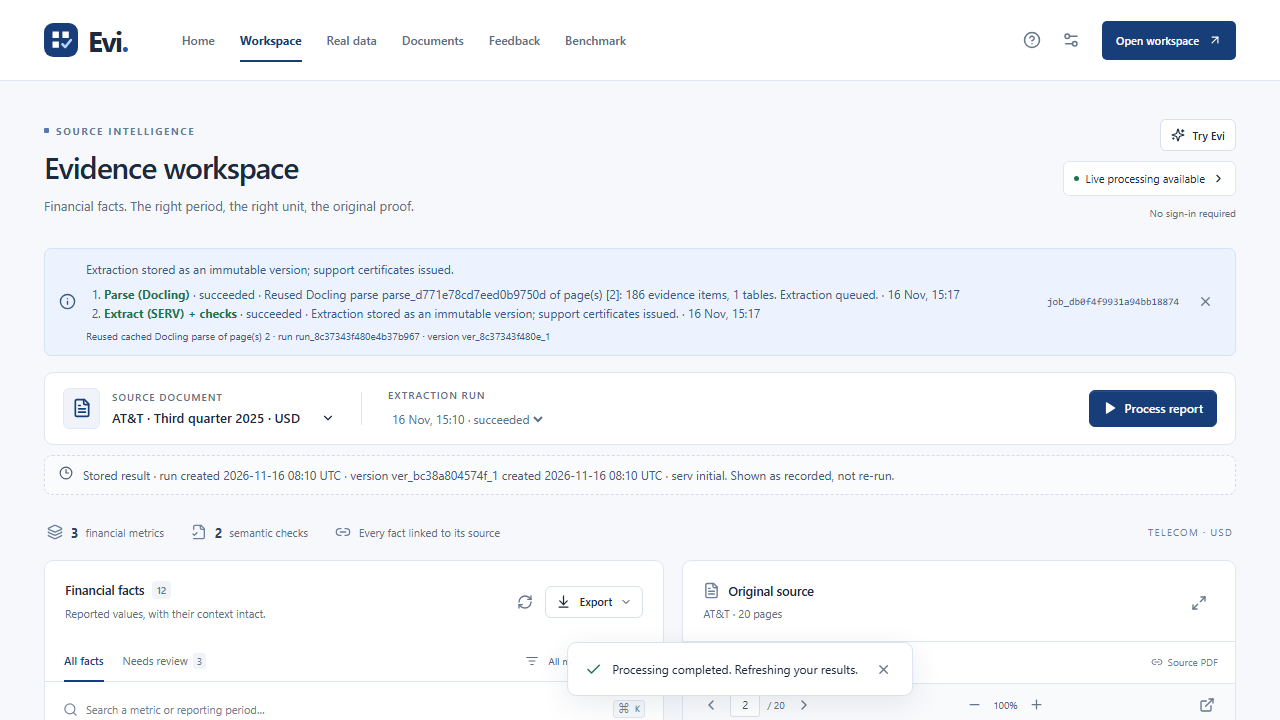 Evi.
Home
Workspace
Real data
Documents
Feedback
Benchmark
Open workspace
SOURCE INTELLIGENCE
Evidence workspace
Financial facts. The right period, the right unit, the original proof.
Try Evi
Live processing available
No sign-in required
Extraction stored as an immutable version; support certificates issued.
1. Parse (Docling) · succeeded · Reused Docling parse parse_d771e78cd7eed0b9750d of page(s) [2]: 186 evidence items, 1 tables. Extraction queued. · 16 Nov, 15:17
2. Extract (SERV) + checks · succeeded · Extraction stored as an immutable version; support certificates issued. · 16 Nov, 15:17
Reused cached Docling parse of page(s) 2 · run run_8c37343f480e4b37b967 · version ver_8c37343f480e_1
job_db0f4f9931a94bb18874
SOURCE DOCUMENT
AT&T · Third quarter 2025 · USD
EXTRACTION RUN
16 Nov, 15:10 · succeeded
Process report
Stored result · run created 2026-11-16 08:10 UTC · version ver_bc38a804574f_1 created 2026-11-16 08:10 UTC · serv initial. Shown as recorded, not re-run.
3 financial metrics
2 semantic checks
Every fact linked to its source
TELECOM · USD
Financial facts 12
Reported values, with their context intact.
Export
All facts
Needs review 3
Search a metric or reporting period...
⌘ K
Original source
AT&T · 20 pages
Source PDF
2 / 20
100%
Processing completed. Refreshing your results.